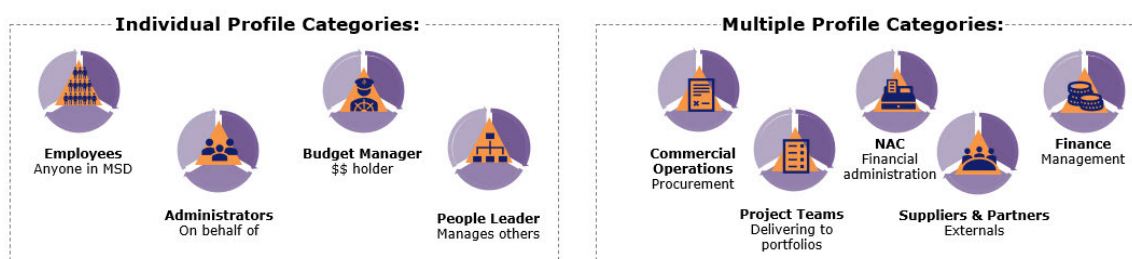 Individual Profile Categories:
Employees
Anyone in MSD
Administrators
On behalf of
Budget Manager
$$ holder
People Leader
Manages others
Multiple Profile Categories:
Commercial
Operations
Procurement
Project Teams
Delivering to
portfolios
NAC
Financial
administration
Suppliers & Partners
Externals
Finance
Management